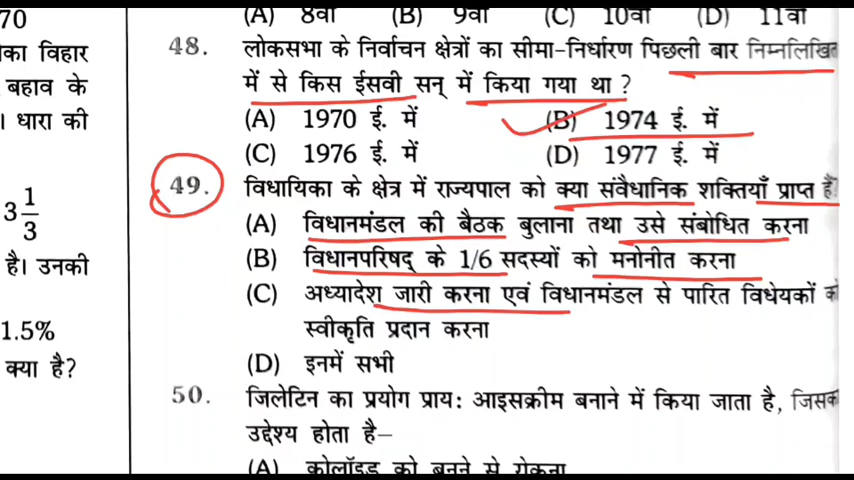 70
का विहार
बहाव के
। धारा की
3 1/3
है। उनकी
1.5%
क्या है?
(A) 8वीं (B) 9वीं (C) 10वीं (D) 11वीं
48. लोकसभा के निर्वाचन क्षेत्रों का सीमा-निर्धारण पिछली बार निम्नलिखित
में से किस ईसवी सन् में किया गया था ?
(A) 1970 ई. में (B) 1974 ई. में
(C) 1976 ई. में (D) 1977 ई. में
49. विधायिका के क्षेत्र में राज्यपाल को क्या संवैधानिक शक्तियाँ प्राप्त हैं
(A) विधानमंडल की बैठक बुलाना तथा उसे संबोधित करना
(B) विधानपरिषद् के 1/6 सदस्यों को मनोनीत करना
(C) अध्यादेश जारी करना एवं विधानमंडल से पारित विधेयकों को
स्वीकृति प्रदान करना
(D) इनमें सभी
50. जिलेटिन का प्रयोग प्राय: आइसक्रीम बनाने में किया जाता है, जिसका
उद्देश्य होता है–
(A) कोलॉइड को बनने से रोकना